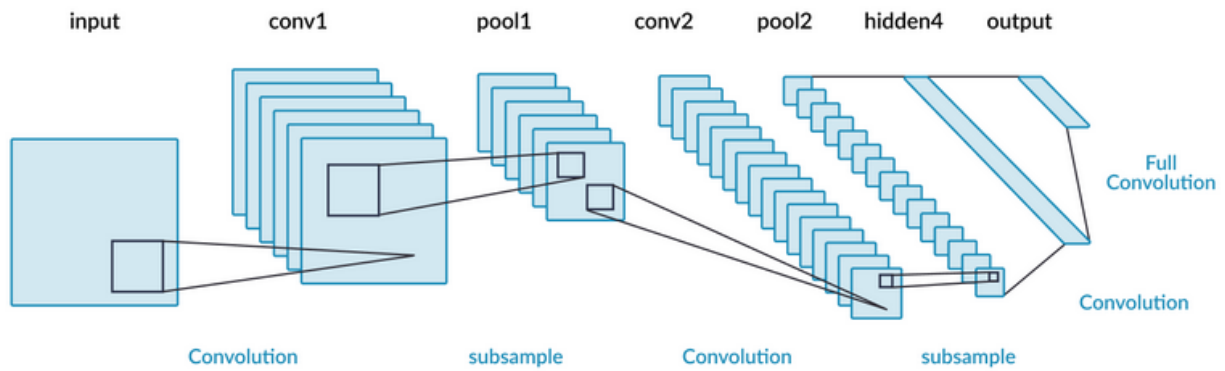 input conv1 pool1 conv2 pool2 hidden4 output
Full
Convolution
Convolution
Convolution subsample Convolution subsample